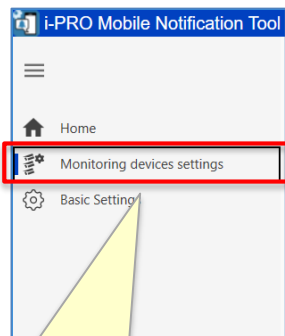 i-PRO Mobile Notification Tool
Home
Monitoring devices settings
Basic Setting